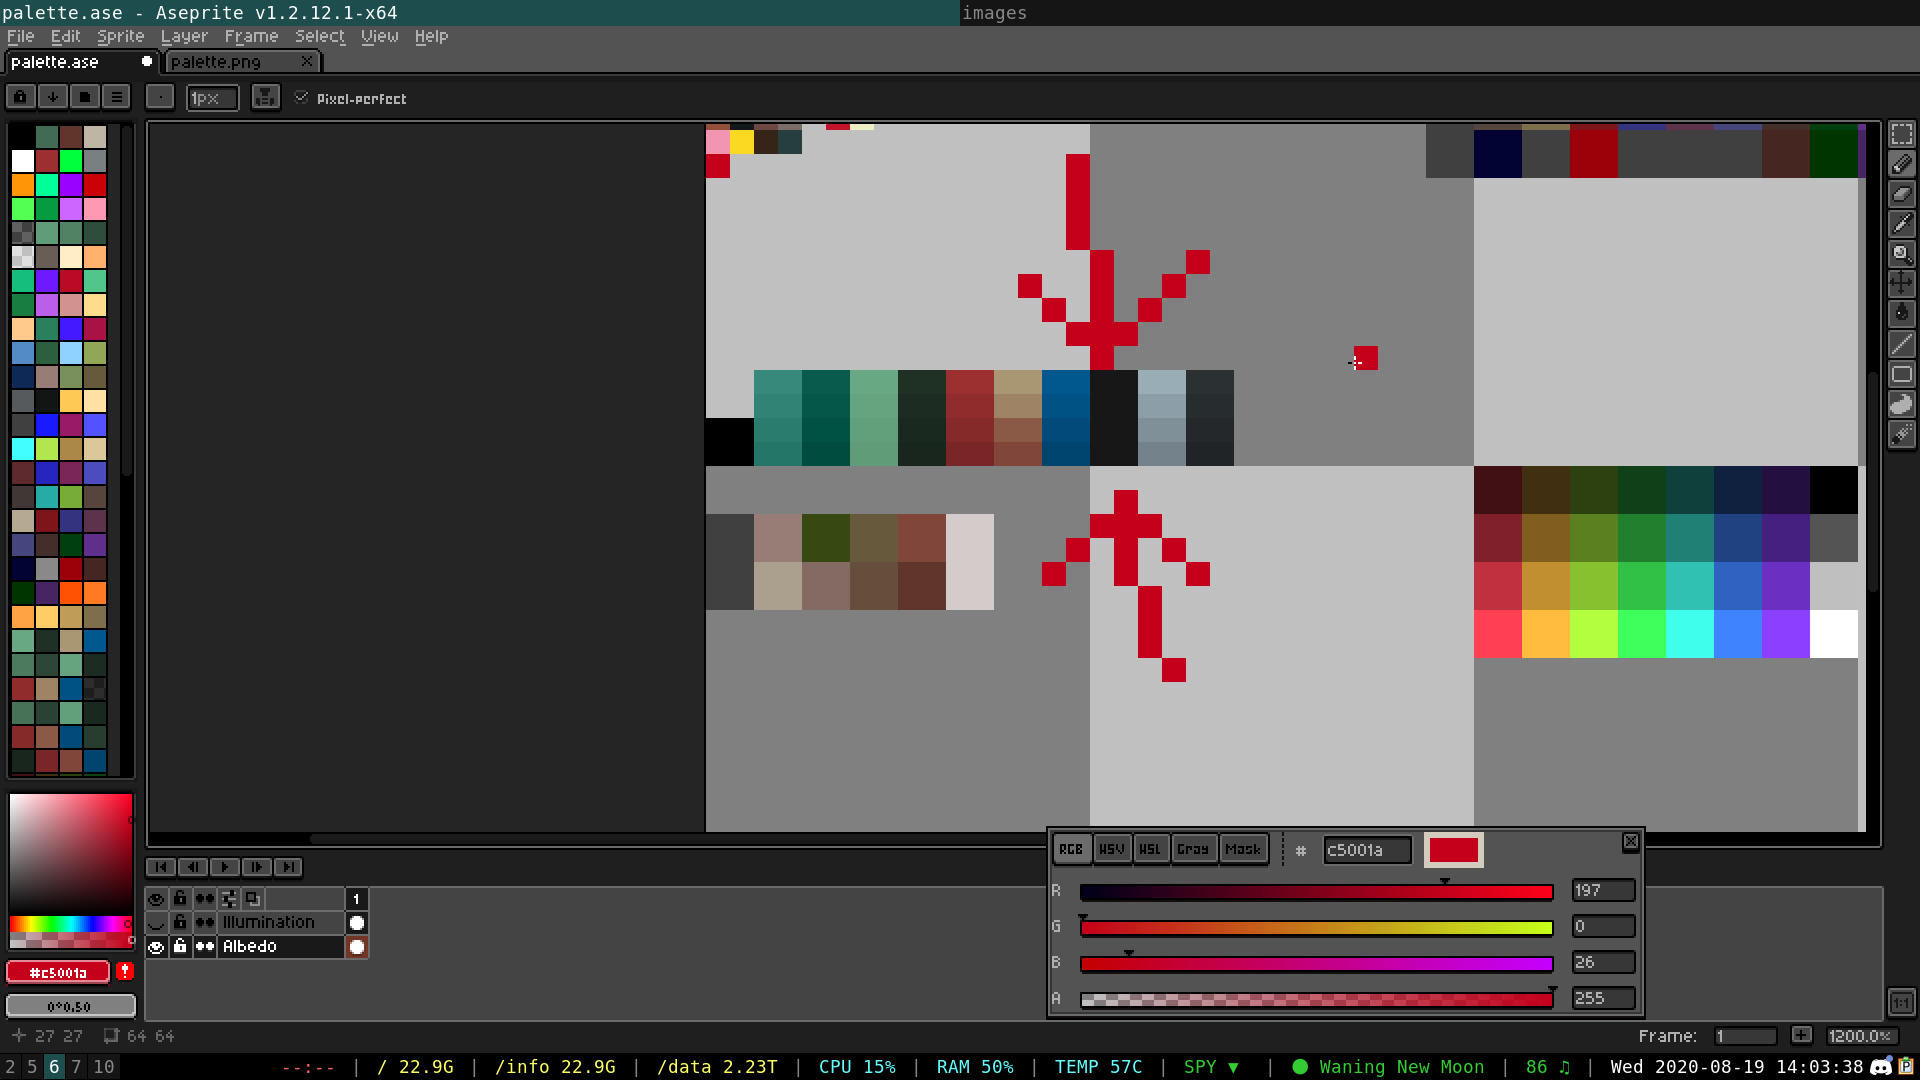 palette.ase - Aseprite v1.2.12.1-x64 images
File Edit Sprite Layer Frame Select View Help
palette.ase palette.png
1px Pixel-perfect
RGB HSV HSL Gray Mask # c5001a
R 197
1
Illumination
G 0
Albedo
B 26
#c5001a !
A 255
0*0.50
1:1
27 27 64 64 Frame: 1 1200.0%
2 5 6 7 10 --:-- | / 22.9G | /info 22.9G | /data 2.23T | CPU 15% | RAM 50% | TEMP 57C | SPY ▼ | ● Waning New Moon | 86 ♫ | Wed 2020-08-19 14:03:38